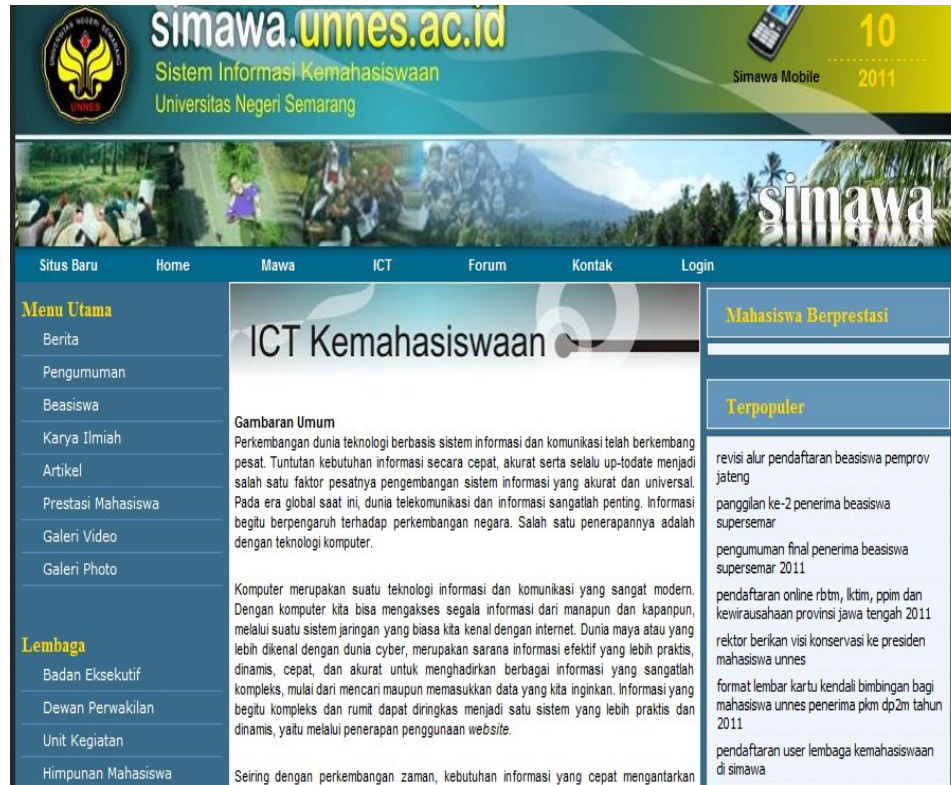 simawa.unnes.ac.id
Sistem Informasi Kemahasiswaan
Universitas Negeri Semarang
UNIVERSITAS NEGERI SEMARANG
UNNES
Simawa Mobile
10
2011
simawa
Situs Baru Home Mawa ICT Forum Kontak Login
Menu Utama
Berita
Pengumuman
Beasiswa
Karya Ilmiah
Artikel
Prestasi Mahasiswa
Galeri Video
Galeri Photo
Lembaga
Badan Eksekutif
Dewan Perwakilan
Unit Kegiatan
Himpunan Mahasiswa
ICT Kemahasiswaan
Gambaran Umum
Perkembangan dunia teknologi berbasis sistem informasi dan komunikasi telah berkembang
pesat. Tuntutan kebutuhan informasi secara cepat, akurat serta selalu up-todate menjadi
salah satu faktor pesatnya pengembangan sistem informasi yang akurat dan universal.
Pada era global saat ini, dunia telekomunikasi dan informasi sangatlah penting. Informasi
begitu berpengaruh terhadap perkembangan negara. Salah satu penerapannya adalah
dengan teknologi komputer.
Komputer merupakan suatu teknologi informasi dan komunikasi yang sangat modern.
Dengan komputer kita bisa mengakses segala informasi dari manapun dan kapanpun,
melalui suatu sistem jaringan yang biasa kita kenal dengan internet. Dunia maya atau yang
lebih dikenal dengan dunia cyber, merupakan sarana informasi efektif yang lebih praktis,
dinamis, cepat, dan akurat untuk menghadirkan berbagai informasi yang sangatlah
kompleks, mulai dari mencari maupun memasukkan data yang kita inginkan. Informasi yang
begitu kompleks dan rumit dapat diringkas menjadi satu sistem yang lebih praktis dan
dinamis, yaitu melalui penerapan penggunaan website.
Seiring dengan perkembangan zaman, kebutuhan informasi yang cepat mengantarkan
Mahasiswa Berprestasi
Terpopuler
revisi alur pendaftaran beasiswa pemprov
jateng
panggilan ke-2 penerima beasiswa
supersemar
pengumuman final penerima beasiswa
supersemar 2011
pendaftaran online rbtm, lktim, ppim dan
kewirausahaan provinsi jawa tengah 2011
rektor berikan visi konservasi ke presiden
mahasiswa unnes
format lembar kartu kendali bimbingan bagi
mahasiswa unnes penerima pkm dp2m tahun
2011
pendaftaran user lembaga kemahasiswaan
di simawa